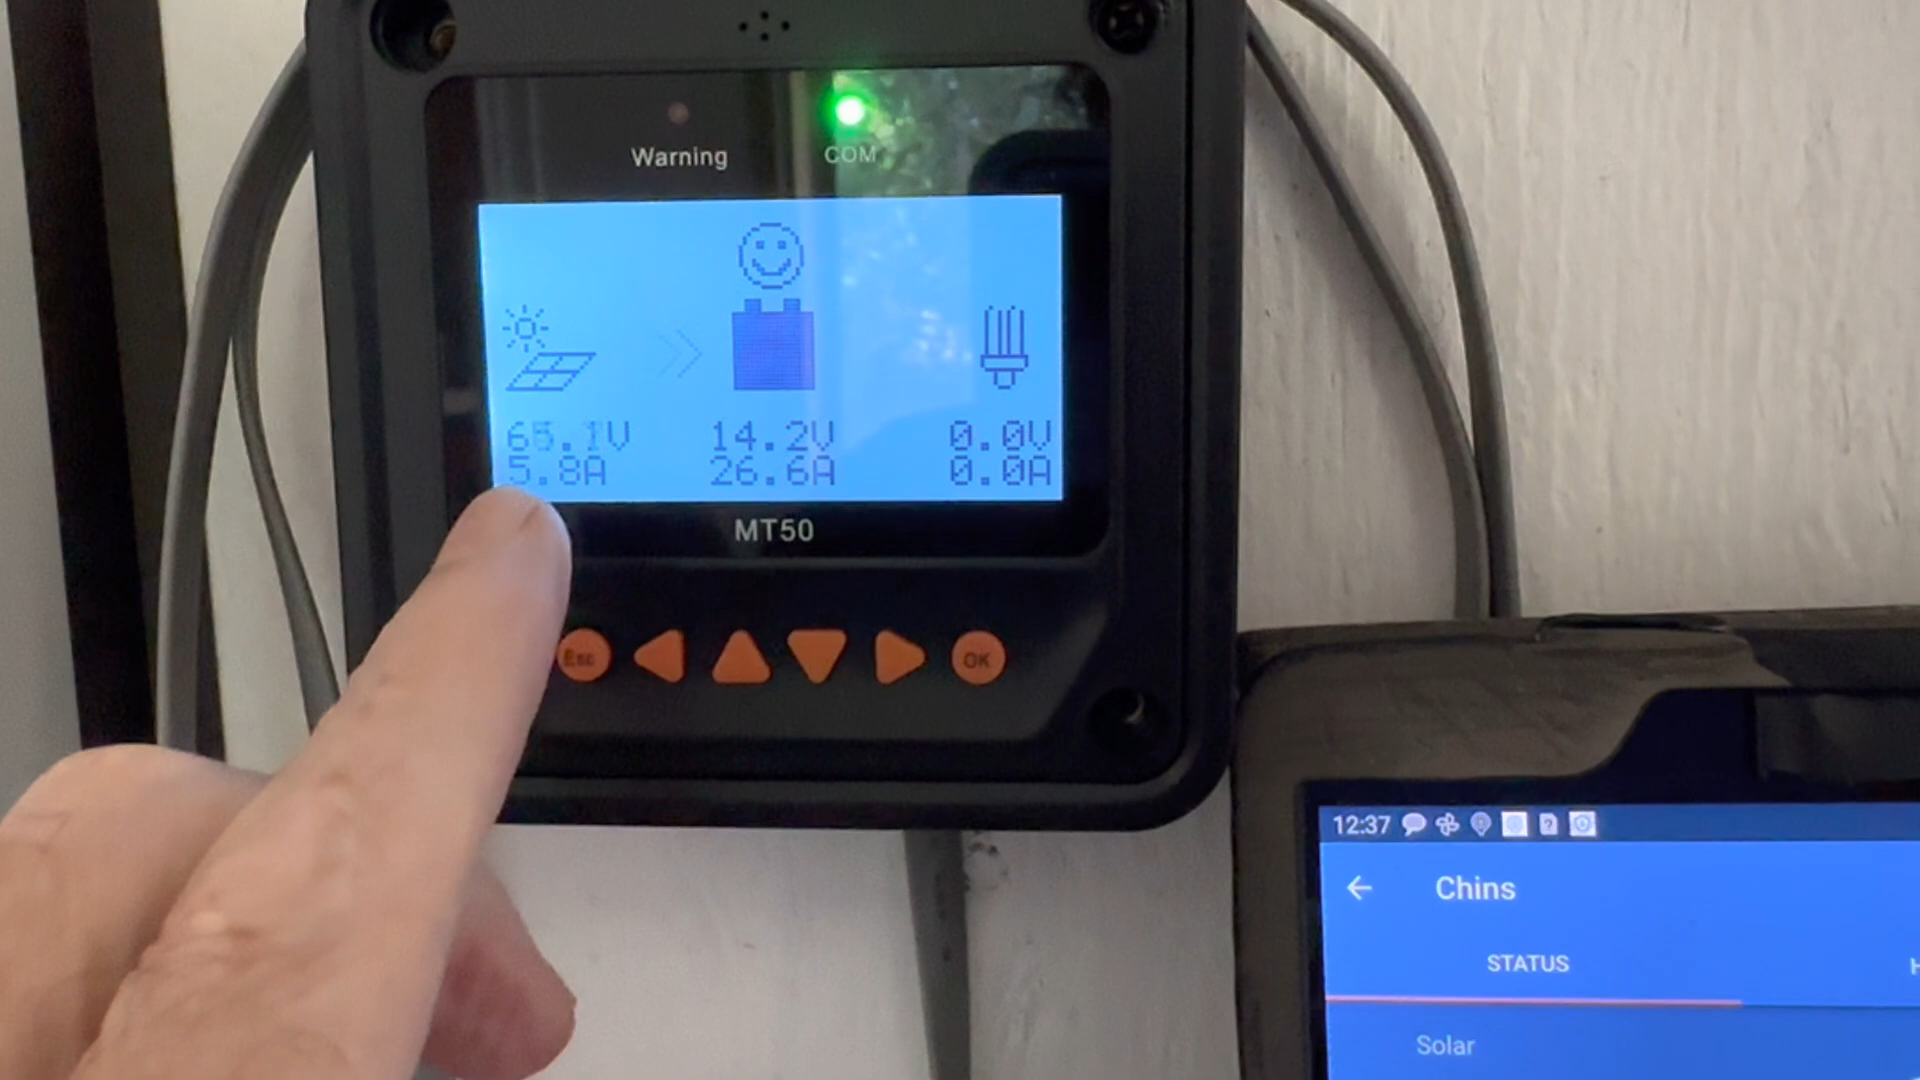 Warning COM
65.1V 14.2V 0.0V
5.8A 26.6A 0.0A
MT50
Esc OK
12:37
Chins
STATUS
Solar